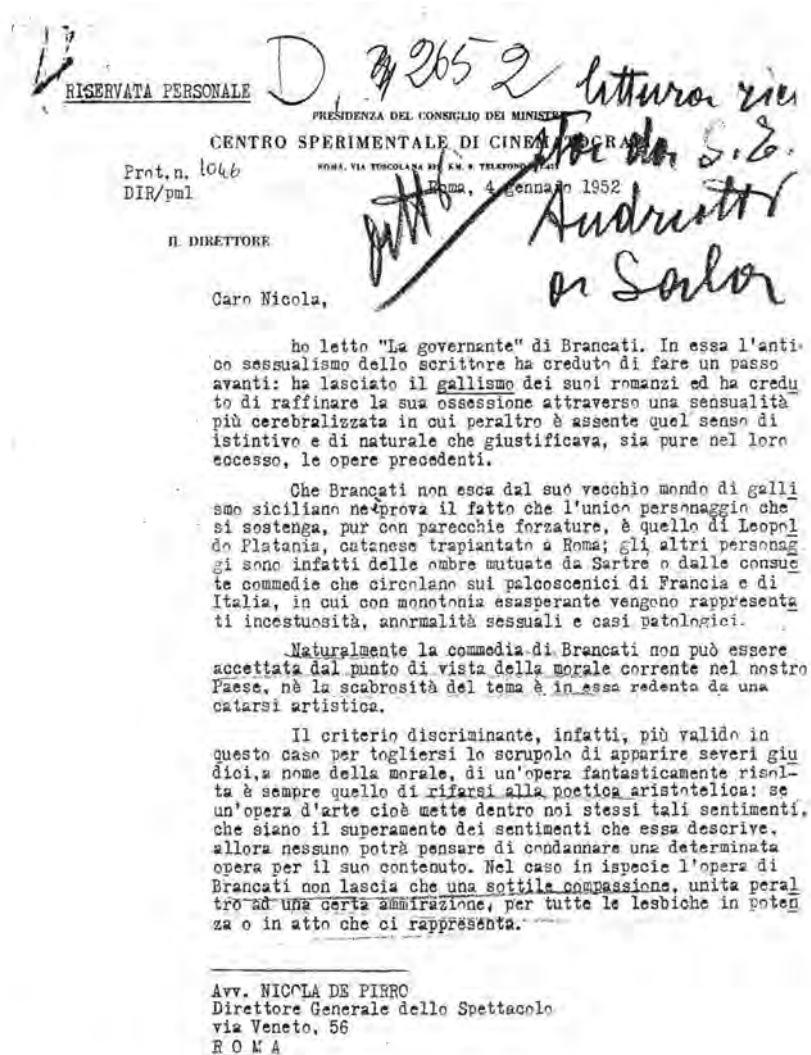 D. 2652
lettura rici
sta da S.E.
Andreotti
RISERVATA PERSONALE
PRESIDENZA DEL CONSIGLIO DEI MINISTRI
CENTRO SPERIMENTALE DI CINEMATOGRAF
ROMA, VIA TUSCOLANA KM. 9. TELEFONO
Prot. n. 1046
DIR/pml
Roma, 4 gennaio 1952
IL DIRETTORE
Caro Nicola,
ho letto "La governante" di Brancati. In essa l'anti-
co sessualismo dello scrittore ha creduto di fare un passo
avanti: ha lasciato il gallismo dei suoi romanzi ed ha credu
to di raffinare la sua ossessione attraverso una sensualità
più cerebralizzata in cui peraltro è assente quel senso di
istintivo e di naturale che giustificava, sia pure nel loro
eccesso, le opere precedenti.
Che Brancati non esca dal suo vecchio mondo di galli
smo siciliano ne prova il fatto che l'unico personaggio che
si sostenga, pur con parecchie forzature, è quello di Leopol
do Platania, catanese trapiantato a Roma; gli altri personag
gi sono infatti delle ombre mutuate da Sartre o dalle consue
te commedie che circolano sui palcoscenici di Francia e di
Italia, in cui con monotonia esasperante vengono rappresenta
ti incestuosità, anormalità sessuali e casi patologici.
Naturalmente la commedia di Brancati non può essere
accettata dal punto di vista della morale corrente nel nostro
Paese, nè la scabrosità del tema è in essa redenta da una
catarsi artistica.
Il criterio discriminante, infatti, più valido in
questo caso per togliersi lo scrupolo di apparire severi giu
dici,a nome della morale, di un'opera fantasticamente risol-
ta è sempre quello di rifarsi alla poetica aristotelica: se
un'opera d'arte cioè mette dentro noi stessi tali sentimenti,
che siano il superamento dei sentimenti che essa descrive,
allora nessuno potrà pensare di condannare una determinata
opera per il suo contenuto. Nel caso in ispecie l'opera di
Brancati non lascia che una sottile compassione, unita peral
tro ad una certa ammirazione, per tutte le lesbiche in poten
za o in atto che ci rappresenta.
Avv. NICOLA DE PIRRO
Direttore Generale dello Spettacolo
via Veneto, 56
R O M A